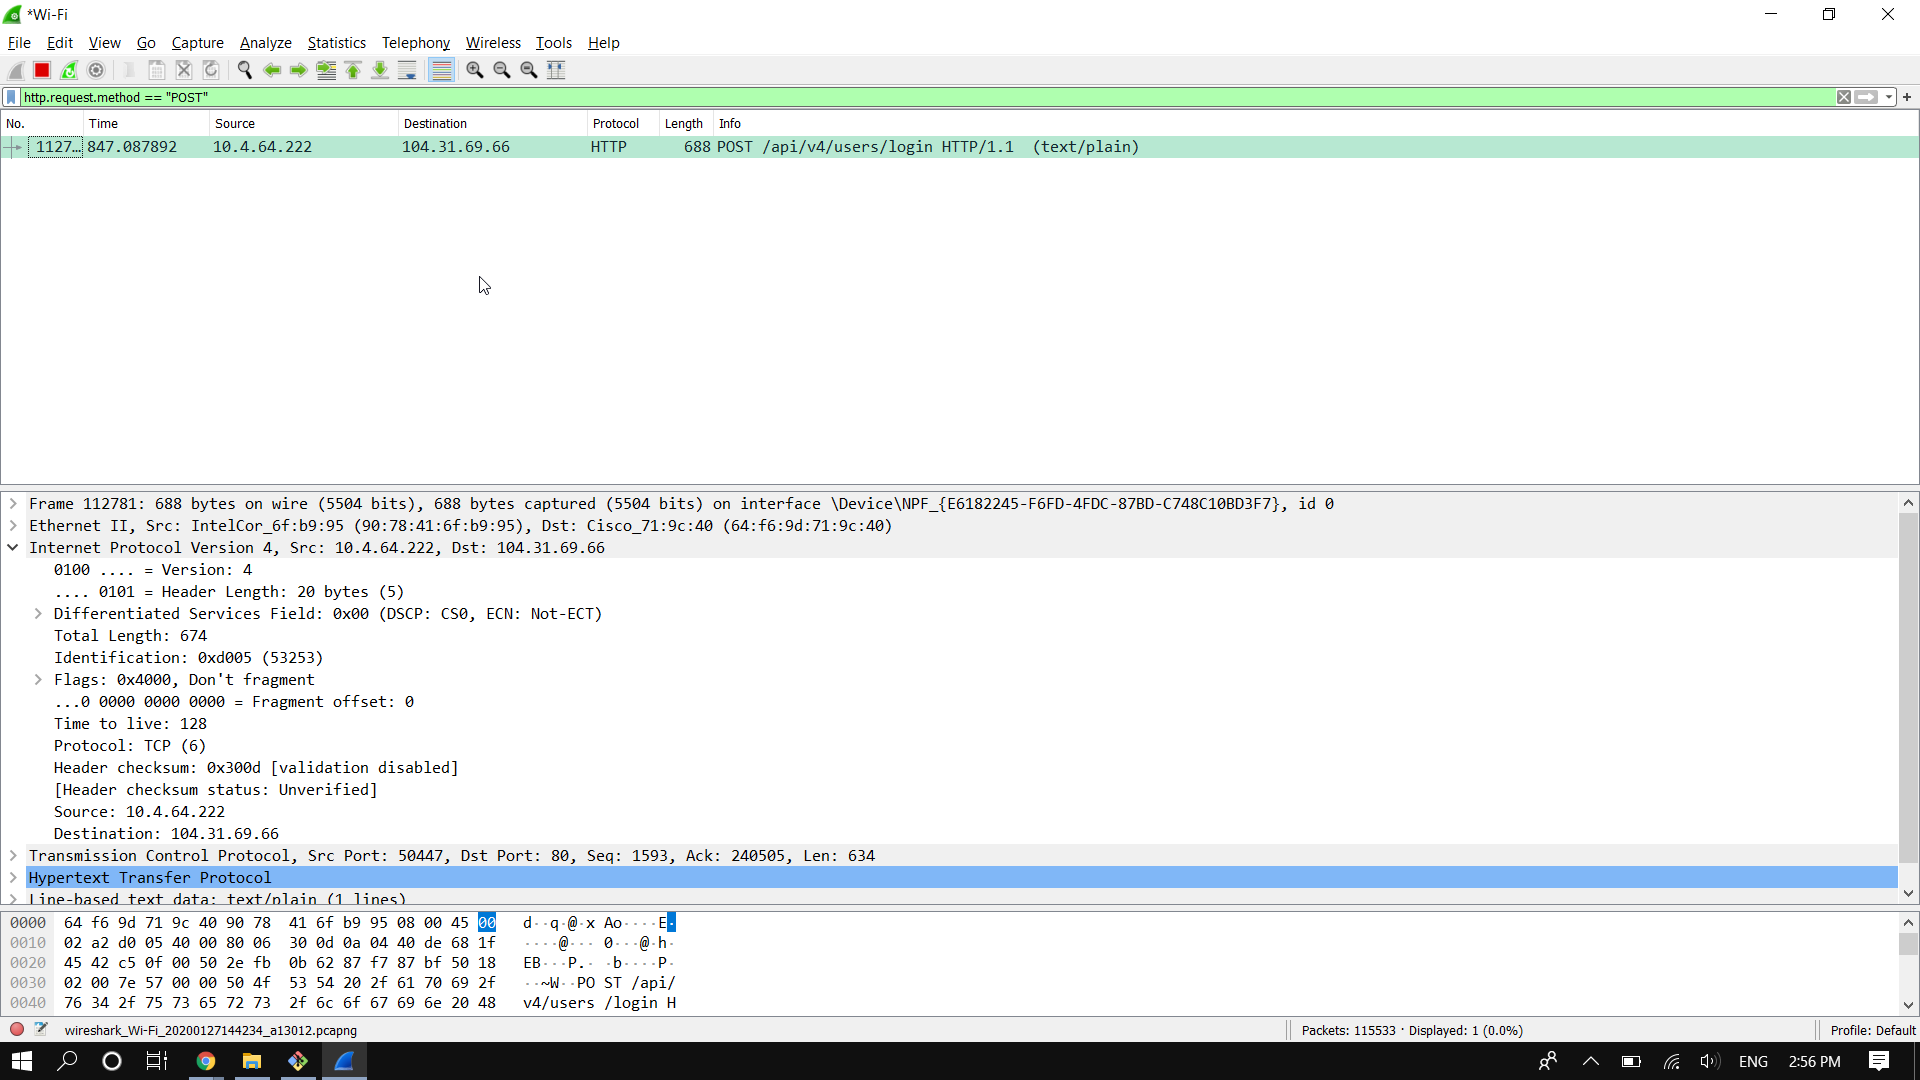 *Wi-Fi
File Edit View Go Capture Analyze Statistics Telephony Wireless Tools Help
http.request.method == "POST"
No. Time Source Destination Protocol Length Info
1127… 847.087892 10.4.64.222 104.31.69.66 HTTP 688 POST /api/v4/users/login HTTP/1.1 (text/plain)
Frame 112781: 688 bytes on wire (5504 bits), 688 bytes captured (5504 bits) on interface \Device\NPF_{E6182245-F6FD-4FDC-87BD-C748C10BD3F7}, id 0
Ethernet II, Src: IntelCor_6f:b9:95 (90:78:41:6f:b9:95), Dst: Cisco_71:9c:40 (64:f6:9d:71:9c:40)
Internet Protocol Version 4, Src: 10.4.64.222, Dst: 104.31.69.66
0100 .... = Version: 4
.... 0101 = Header Length: 20 bytes (5)
Differentiated Services Field: 0x00 (DSCP: CS0, ECN: Not-ECT)
Total Length: 674
Identification: 0xd005 (53253)
Flags: 0x4000, Don't fragment
...0 0000 0000 0000 = Fragment offset: 0
Time to live: 128
Protocol: TCP (6)
Header checksum: 0x300d [validation disabled]
[Header checksum status: Unverified]
Source: 10.4.64.222
Destination: 104.31.69.66
Transmission Control Protocol, Src Port: 50447, Dst Port: 80, Seq: 1593, Ack: 240505, Len: 634
Hypertext Transfer Protocol
Line-based text data: text/plain (1 lines)
0000 64 f6 9d 71 9c 40 90 78 41 6f b9 95 08 00 45 00 d··q·@·x Ao····E·
0010 02 a2 d0 05 40 00 80 06 30 0d 0a 04 40 de 68 1f ····@··· 0···@·h·
0020 45 42 c5 0f 00 50 2e fb 0b 62 87 f7 87 bf 50 18 EB···P.· ·b····P·
0030 02 00 7e 57 00 00 50 4f 53 54 20 2f 61 70 69 2f ··~W··PO ST /api/
0040 76 34 2f 75 73 65 72 73 2f 6c 6f 67 69 6e 20 48 v4/users /login H
wireshark_Wi-Fi_20200127144234_a13012.pcapng Packets: 115533 · Displayed: 1 (0.0%) Profile: Default
ENG 2:56 PM